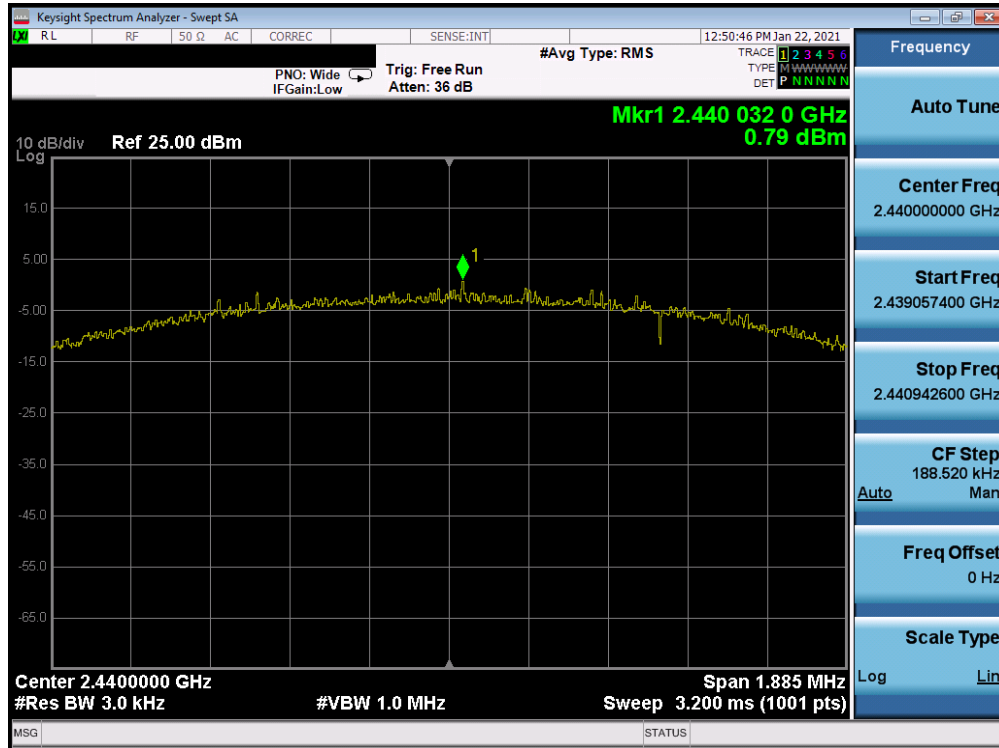 Keysight Spectrum Analyzer - Swept SA
LXI RL RF 50 Ω AC CORREC SENSE:INT 12:50:46 PM Jan 22, 2021
#Avg Type: RMS TRACE 1 2 3 4 5 6
PNO: Wide Trig: Free Run TYPE M WWWWW
IFGain:Low Atten: 36 dB DET P N N N N N
Mkr1 2.440 032 0 GHz
0.79 dBm
10 dB/div Ref 25.00 dBm
Log
15.0
1
5.00
-5.00
-15.0
-25.0
-35.0
-45.0
-55.0
-65.0
Center 2.4400000 GHz Span 1.885 MHz
#Res BW 3.0 kHz #VBW 1.0 MHz Sweep 3.200 ms (1001 pts)
MSG STATUS
Frequency
Auto Tune
Center Freq
2.440000000 GHz
Start Freq
2.439057400 GHz
Stop Freq
2.440942600 GHz
CF Step
188.520 kHz
Auto Man
Freq Offset
0 Hz
Scale Type
Log Lin